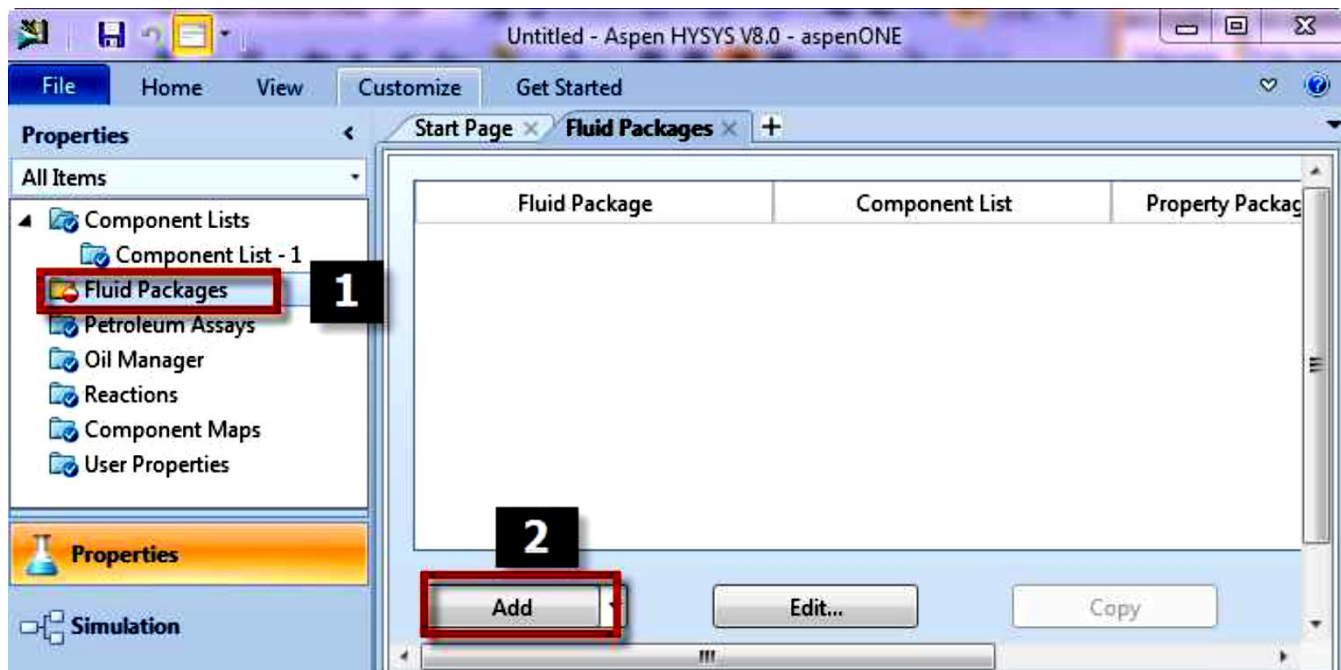 Untitled - Aspen HYSYS V8.0 - aspenONE
File Home View Customize Get Started
Properties
Start Page Fluid Packages
All Items
Fluid Package Component List Property Packag
Component Lists
Component List - 1
Fluid Packages
1
Petroleum Assays
Oil Manager
Reactions
Component Maps
User Properties
2
Properties
Add Edit... Copy
Simulation